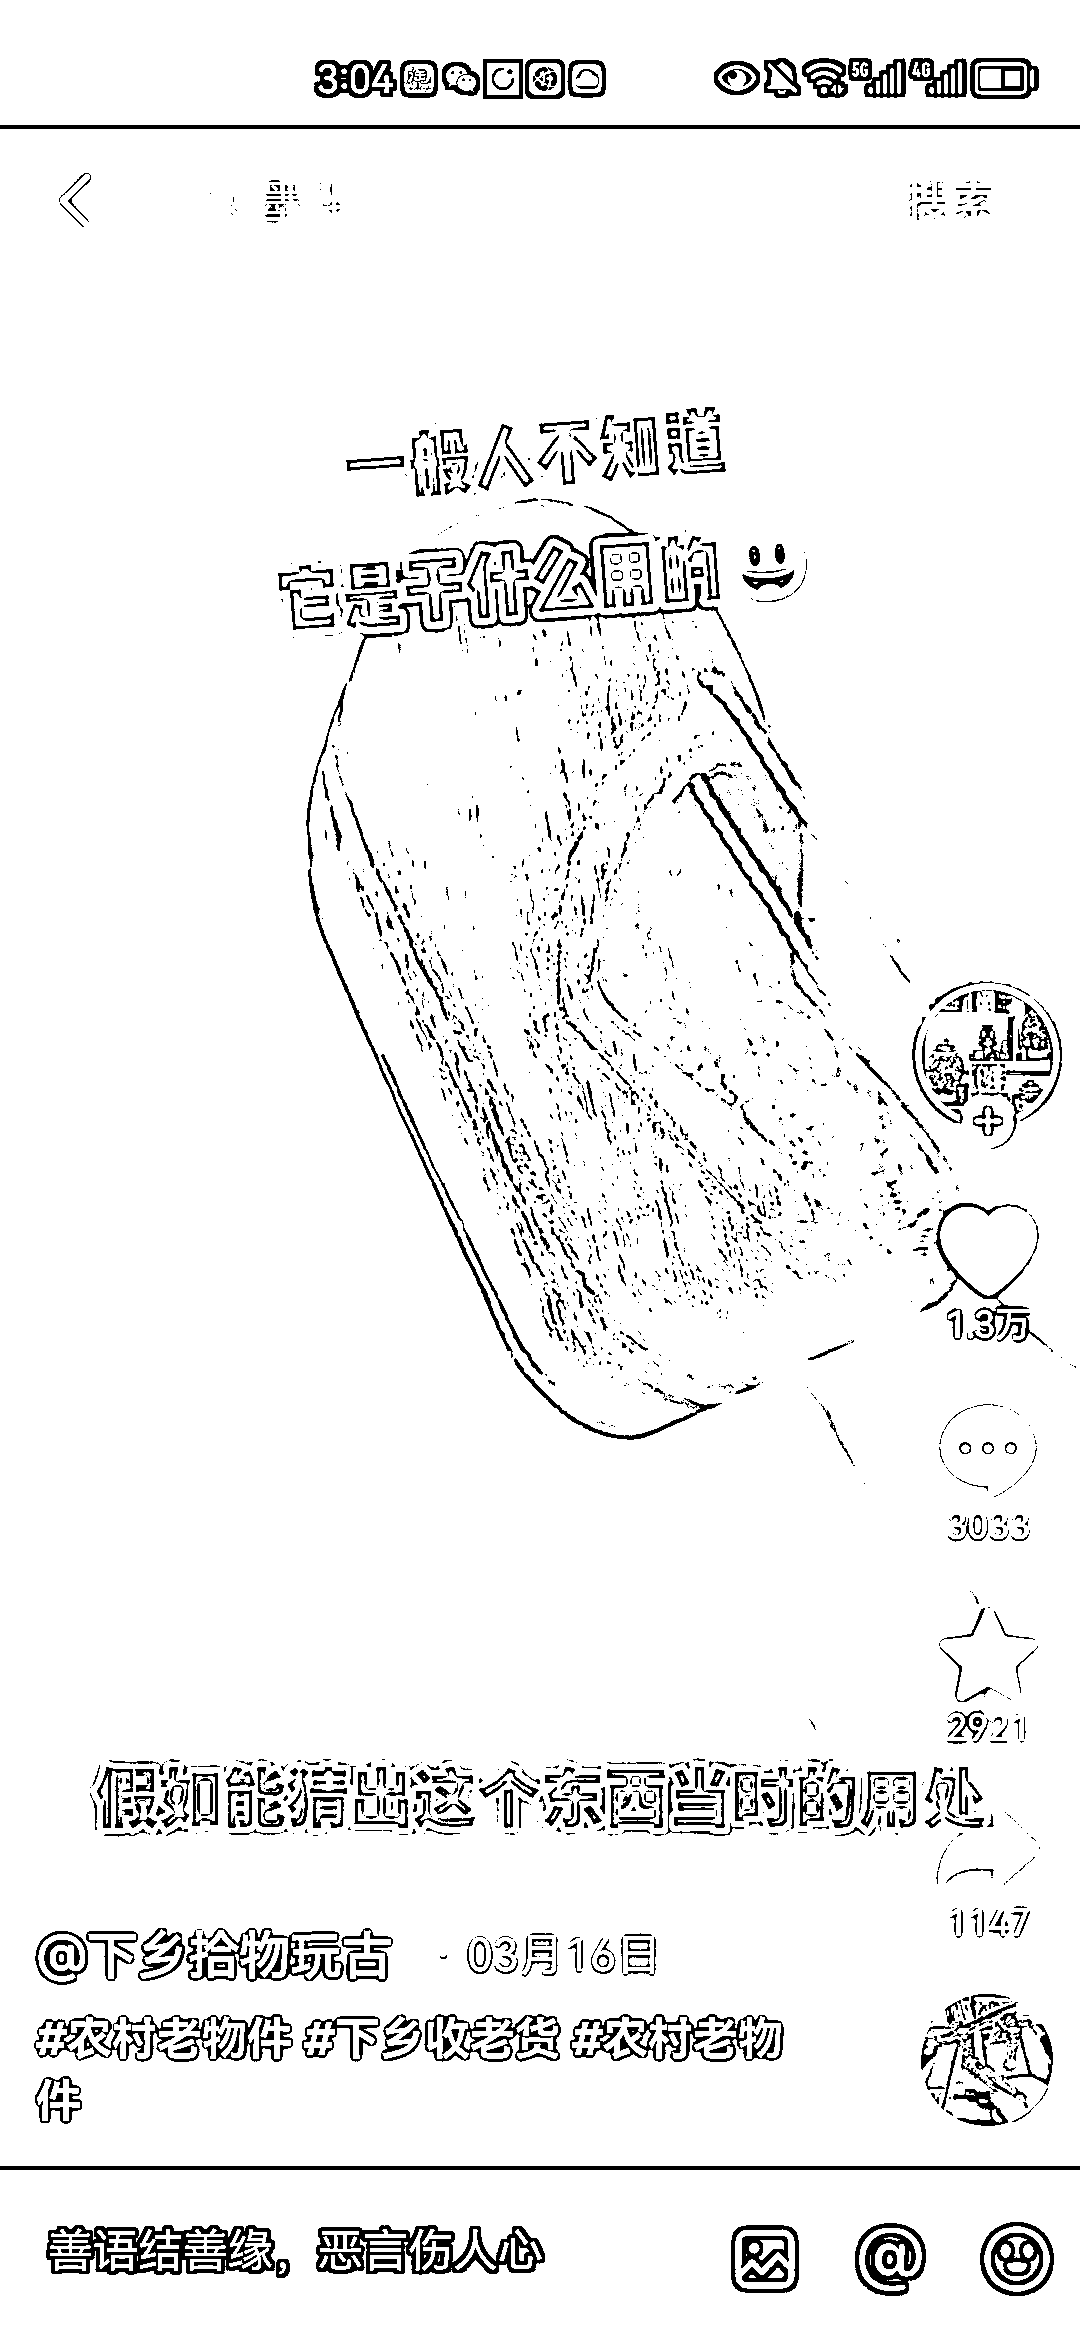 3:04 5G 4G
搜索
一般人不知道
它是干什么用的
1.3万
3033
2921
假如能猜出这个东西当时的用处
1147
@下乡拾物玩古 · 03月16日
#农村老物件 #下乡收老货 #农村老物
件
善语结善缘，恶言伤人心